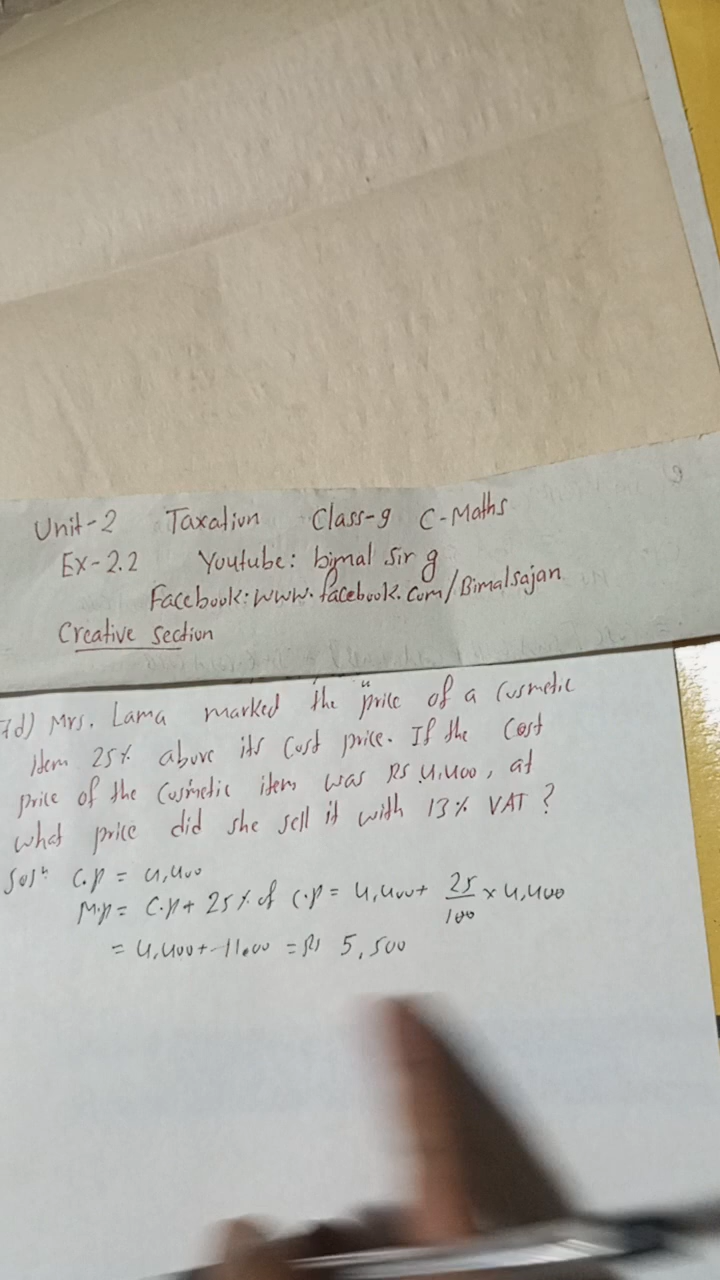 Unit-2 Taxation Class-9 C-Maths
Ex-2.2 Youtube: bimal sir g
Facebook: www.facebook.com/Bimalsajan
Creative section
7d) Mrs. Lama marked the price of a cosmetic
item 25% above its cost price. If the cost
price of the cosmetic item was Rs 4,400, at
what price did she sell it with 13% VAT?
Solⁿ C.P = 4,400
M.P = C.P + 25% of C.P = 4,400 + 25/100 × 4,400
= 4,400 + 1100 = Rs 5,500